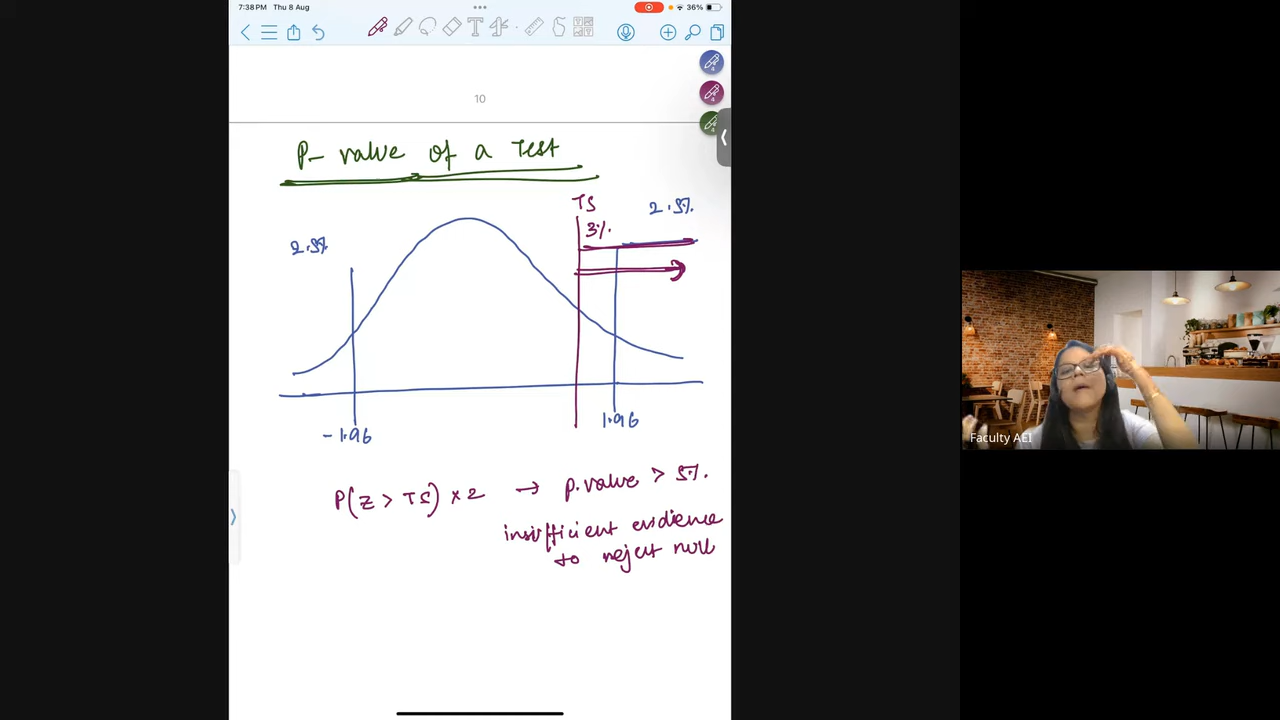 7:38 PM Thu 8 Aug
36%
10
P- value of a Test
TS
3%.
2.5%.
2.5%.
-1.96
1.96
P(Z > TS) × 2 → p.value > 5%.
insufficient evidience
to reject null
Faculty AEI